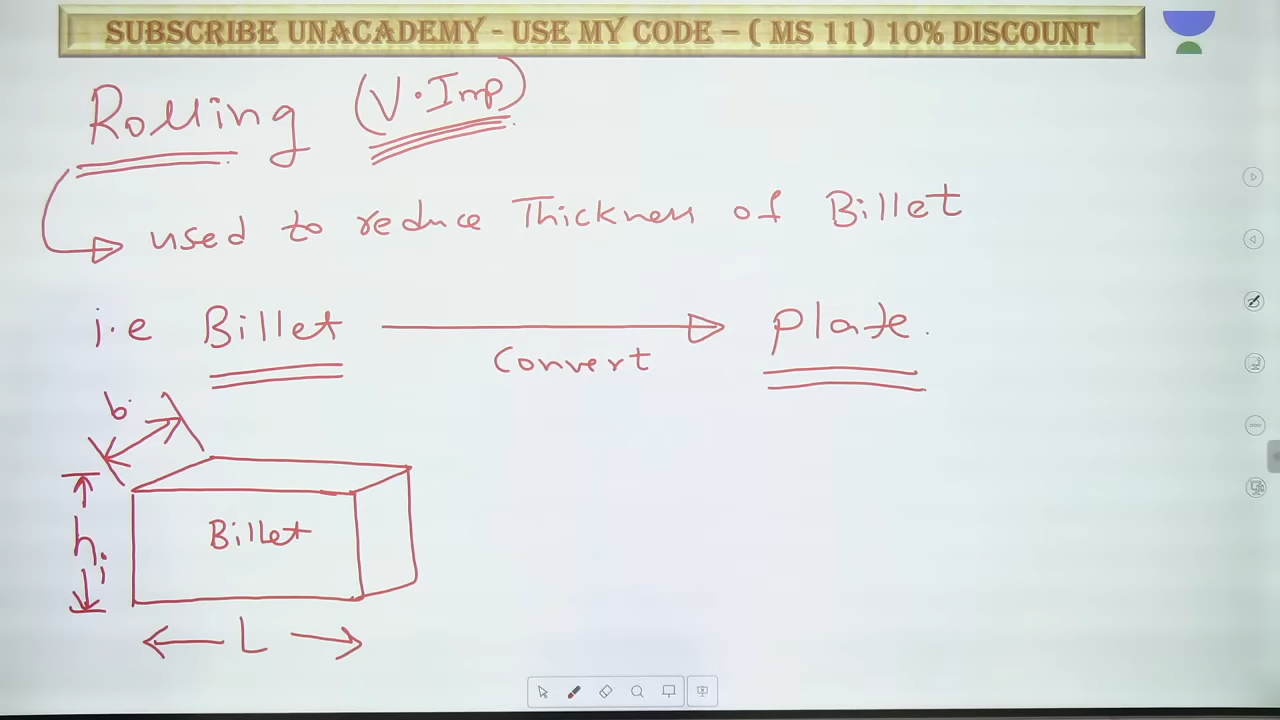 SUBSCRIBE UNACADEMY - USE MY CODE – ( MS 11) 10% DISCOUNT
Rolling (V.Imp)
used to reduce Thickness of Billet
i.e Billet Convert Plate.
b
h
Billet
L